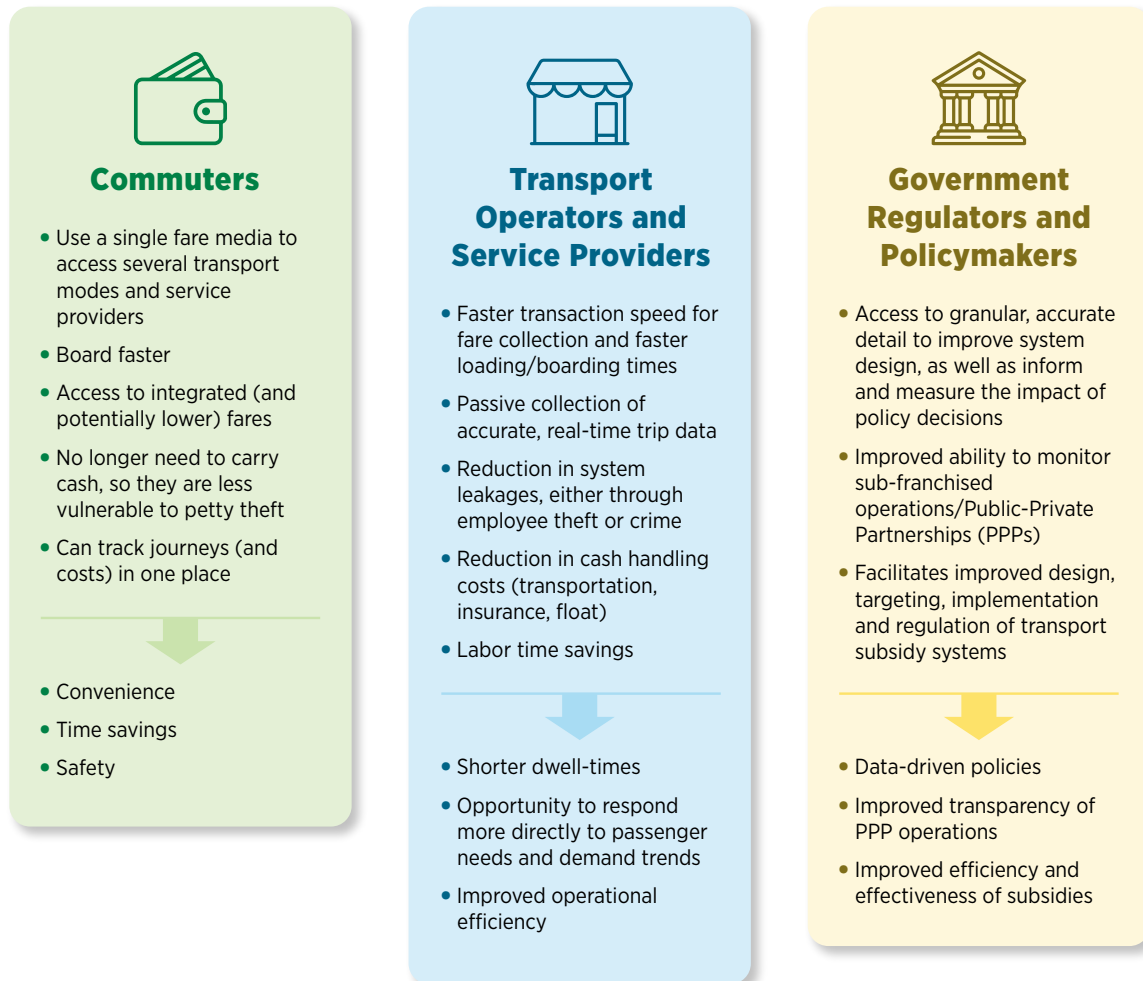 Commuters
• Use a single fare media to
access several transport
modes and service
providers
• Board faster
• Access to integrated (and
potentially lower) fares
• No longer need to carry
cash, so they are less
vulnerable to petty theft
• Can track journeys (and
costs) in one place
• Convenience
• Time savings
• Safety
Transport
Operators and
Service Providers
• Faster transaction speed for
fare collection and faster
loading/boarding times
• Passive collection of
accurate, real-time trip data
• Reduction in system
leakages, either through
employee theft or crime
• Reduction in cash handling
costs (transportation,
insurance, float)
• Labor time savings
• Shorter dwell-times
• Opportunity to respond
more directly to passenger
needs and demand trends
• Improved operational
efficiency
Government
Regulators and
Policymakers
• Access to granular, accurate
detail to improve system
design, as well as inform
and measure the impact of
policy decisions
• Improved ability to monitor
sub-franchised
operations/Public-Private
Partnerships (PPPs)
• Facilitates improved design,
targeting, implementation
and regulation of transport
subsidy systems
• Data-driven policies
• Improved transparency of
PPP operations
• Improved efficiency and
effectiveness of subsidies